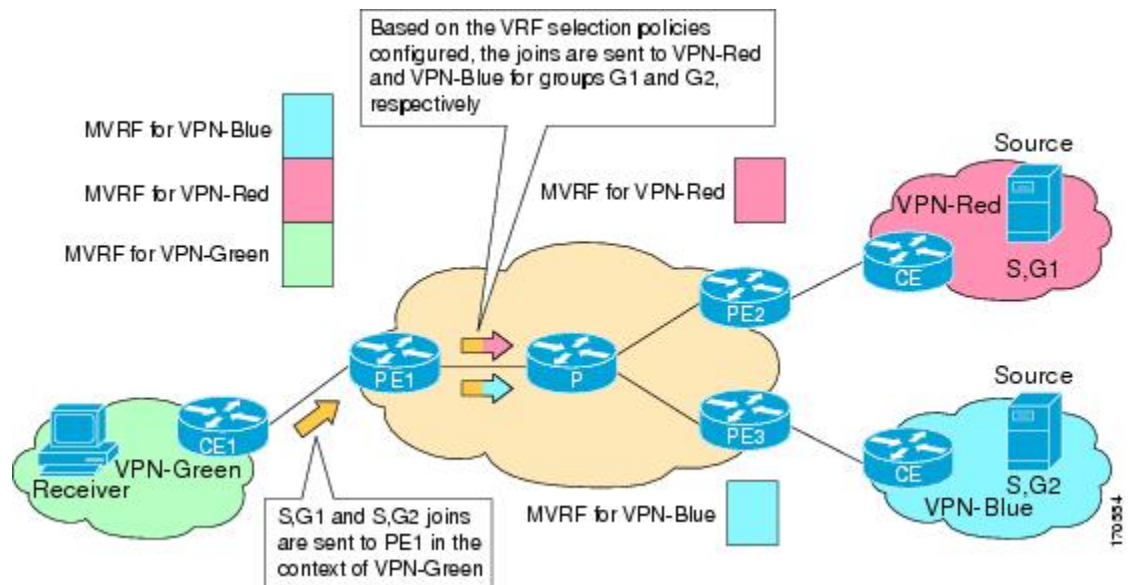 Based on the VRF selection policies
configured, the joins are sent to VPN-Red
and VPN-Blue for groups G1 and G2,
respectively
MVRF for VPN-Blue
MVRF for VPN-Red
MVRF for VPN-Green
MVRF for VPN-Red
Source
VPN-Red
CE
S,G1
PE2
PE1
P
PE3
Source
CE
S,G2
VPN-Blue
CE1
VPN-Green
Receiver
S,G1 and S,G2 joins
are sent to PE1 in the
context of VPN-Green
MVRF for VPN-Blue
170554